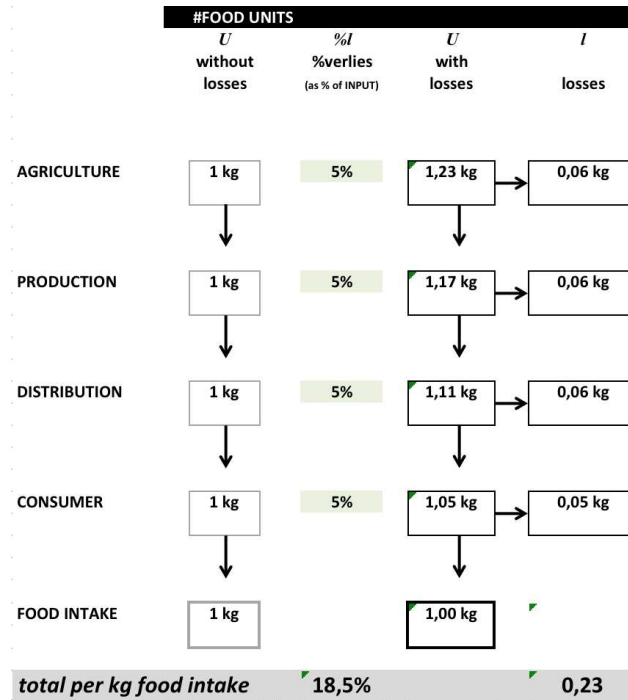 #FOOD UNITS
U %l U l
without %verlies with
losses (as % of INPUT) losses losses
AGRICULTURE 1 kg 5% 1,23 kg 0,06 kg
PRODUCTION 1 kg 5% 1,17 kg 0,06 kg
DISTRIBUTION 1 kg 5% 1,11 kg 0,06 kg
CONSUMER 1 kg 5% 1,05 kg 0,05 kg
FOOD INTAKE 1 kg 1,00 kg
total per kg food intake 18,5% 0,23